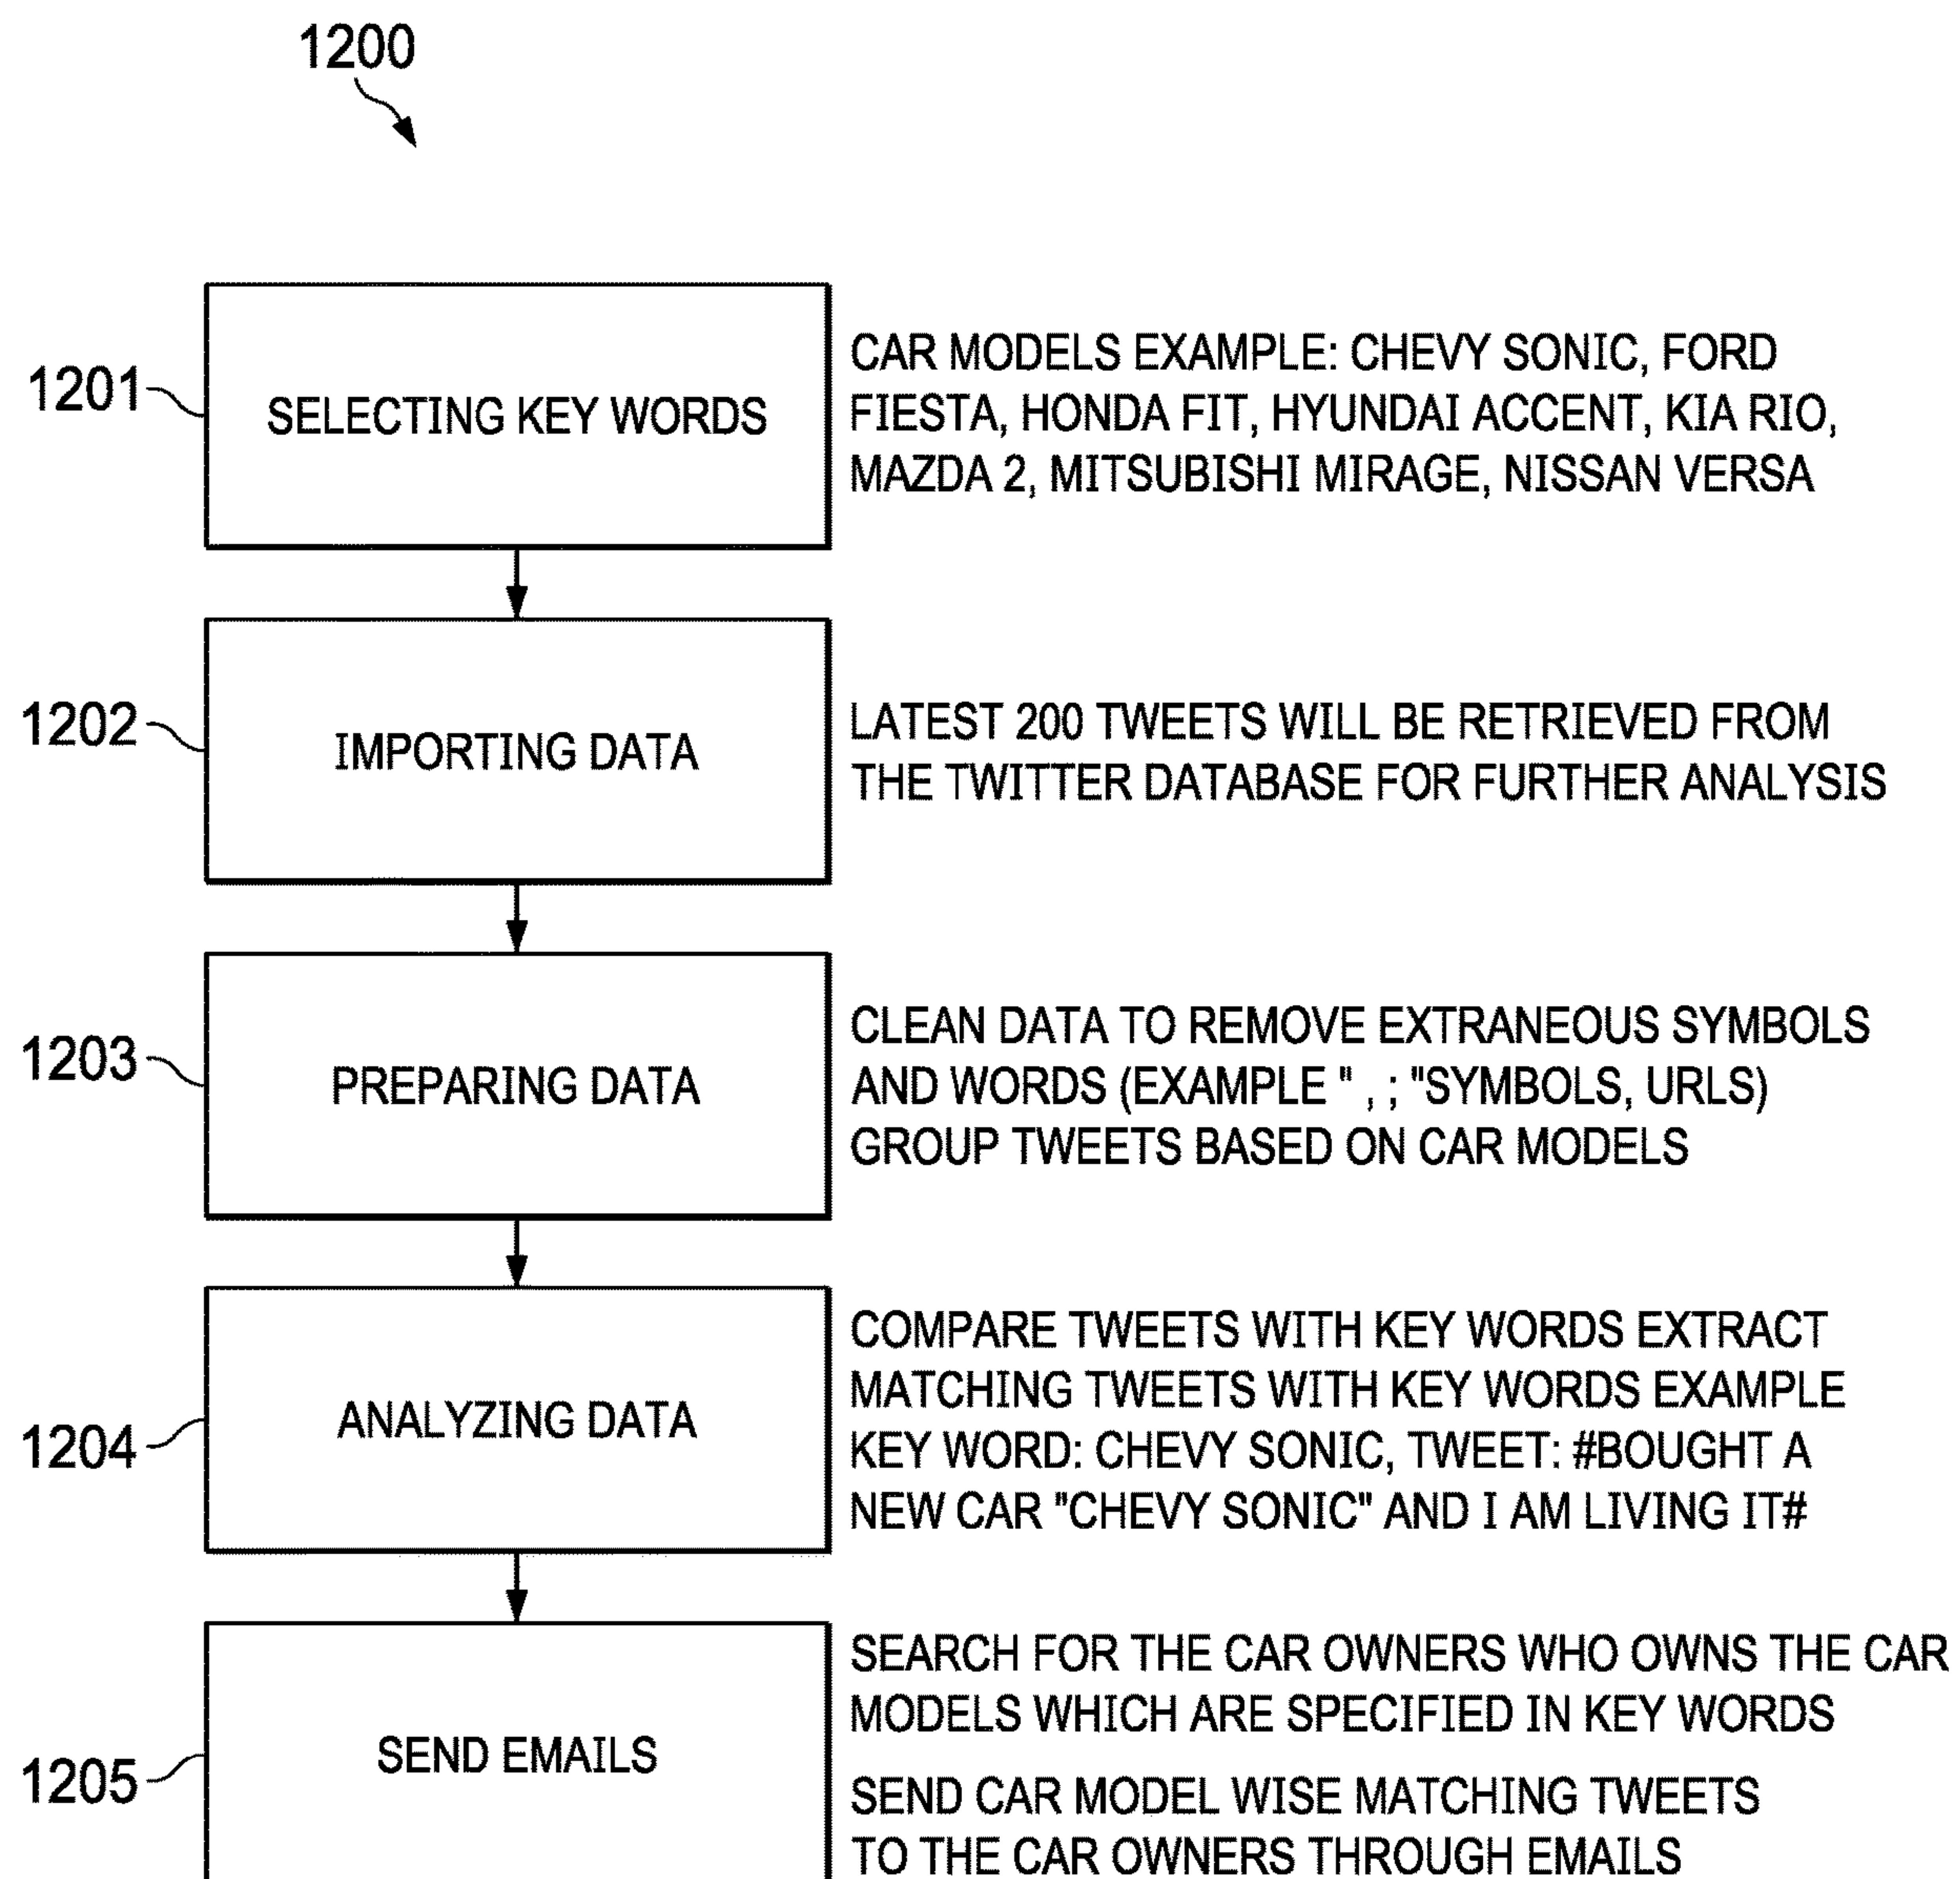 1200
1201
SELECTING KEY WORDS
CAR MODELS EXAMPLE: CHEVY SONIC, FORD
FIESTA, HONDA FIT, HYUNDAI ACCENT, KIA RIO,
MAZDA 2, MITSUBISHI MIRAGE, NISSAN VERSA
1202
IMPORTING DATA
LATEST 200 TWEETS WILL BE RETRIEVED FROM
THE TWITTER DATABASE FOR FURTHER ANALYSIS
1203
PREPARING DATA
CLEAN DATA TO REMOVE EXTRANEOUS SYMBOLS
AND WORDS (EXAMPLE " , ; "SYMBOLS, URLS)
GROUP TWEETS BASED ON CAR MODELS
1204
ANALYZING DATA
COMPARE TWEETS WITH KEY WORDS EXTRACT
MATCHING TWEETS WITH KEY WORDS EXAMPLE
KEY WORD: CHEVY SONIC, TWEET: #BOUGHT A
NEW CAR "CHEVY SONIC" AND I AM LIVING IT#
1205
SEND EMAILS
SEARCH FOR THE CAR OWNERS WHO OWNS THE CAR
MODELS WHICH ARE SPECIFIED IN KEY WORDS
SEND CAR MODEL WISE MATCHING TWEETS
TO THE CAR OWNERS THROUGH EMAILS